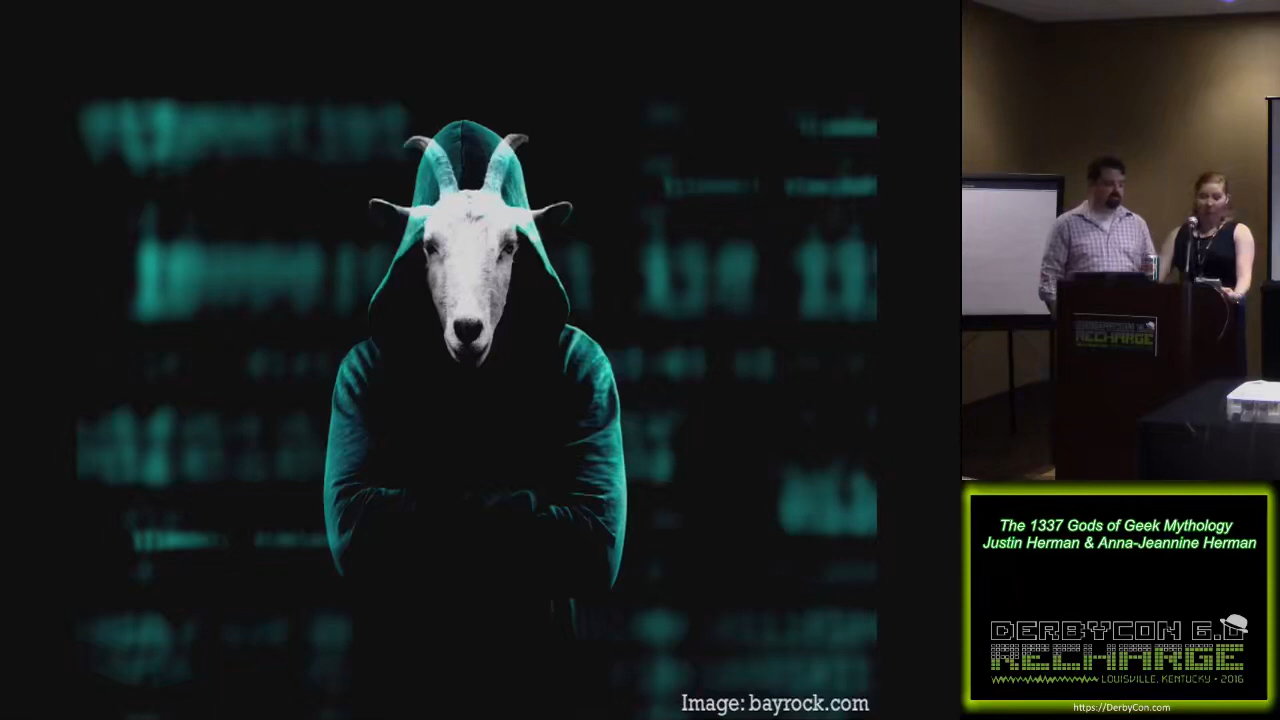 Image: bayrock.com
RECHARGE
The 1337 Gods of Geek Mythology
Justin Herman & Anna-Jeannine Herman
DERBYCON 6.0
RECHARGE
LOUISVILLE, KENTUCKY • 2016
https://DerbyCon.com